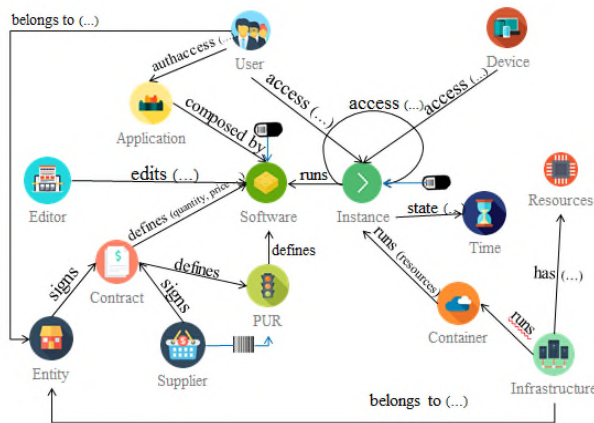 belongs to (...)
User
Device
authaccess (...
access (...)
access (...)
access (...)
Application
composed by
Resources
edits (...)
runs
Editor
Software
Instance
state (..
Time
defines (quantity, price
defines
runs (resources)
has (...)
signs
Contract
defines
signs
PUR
Container
runs
Entity
Supplier
Infrastructure
belongs to (...)